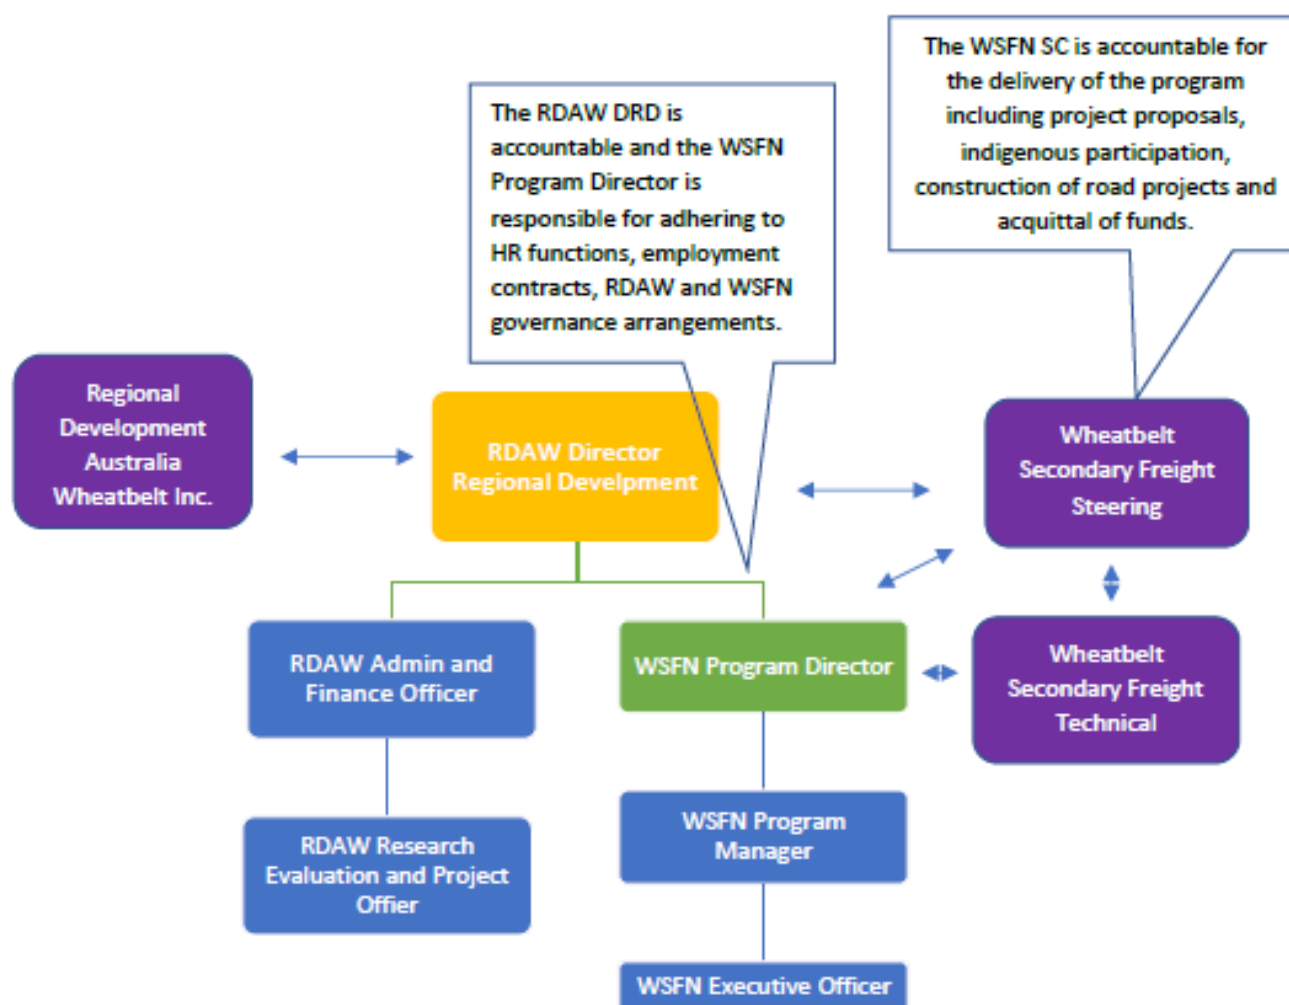 The WSFN SC is accountable for
the delivery of the program
including project proposals,
indigenous participation,
construction of road projects and
acquittal of funds.
The RDAW DRD is
accountable and the WSFN
Program Director is
responsible for adhering to
HR functions, employment
contracts, RDAW and WSFN
governance arrangements.
Regional
Development
Australia
Wheatbelt Inc.
RDAW Director
Regional Develpment
Wheatbelt
Secondary Freight
Steering
RDAW Admin and
Finance Officer
WSFN Program Director
Wheatbelt
Secondary Freight
Technical
RDAW Research
Evaluation and Project
Offier
WSFN Program
Manager
WSFN Executive Officer